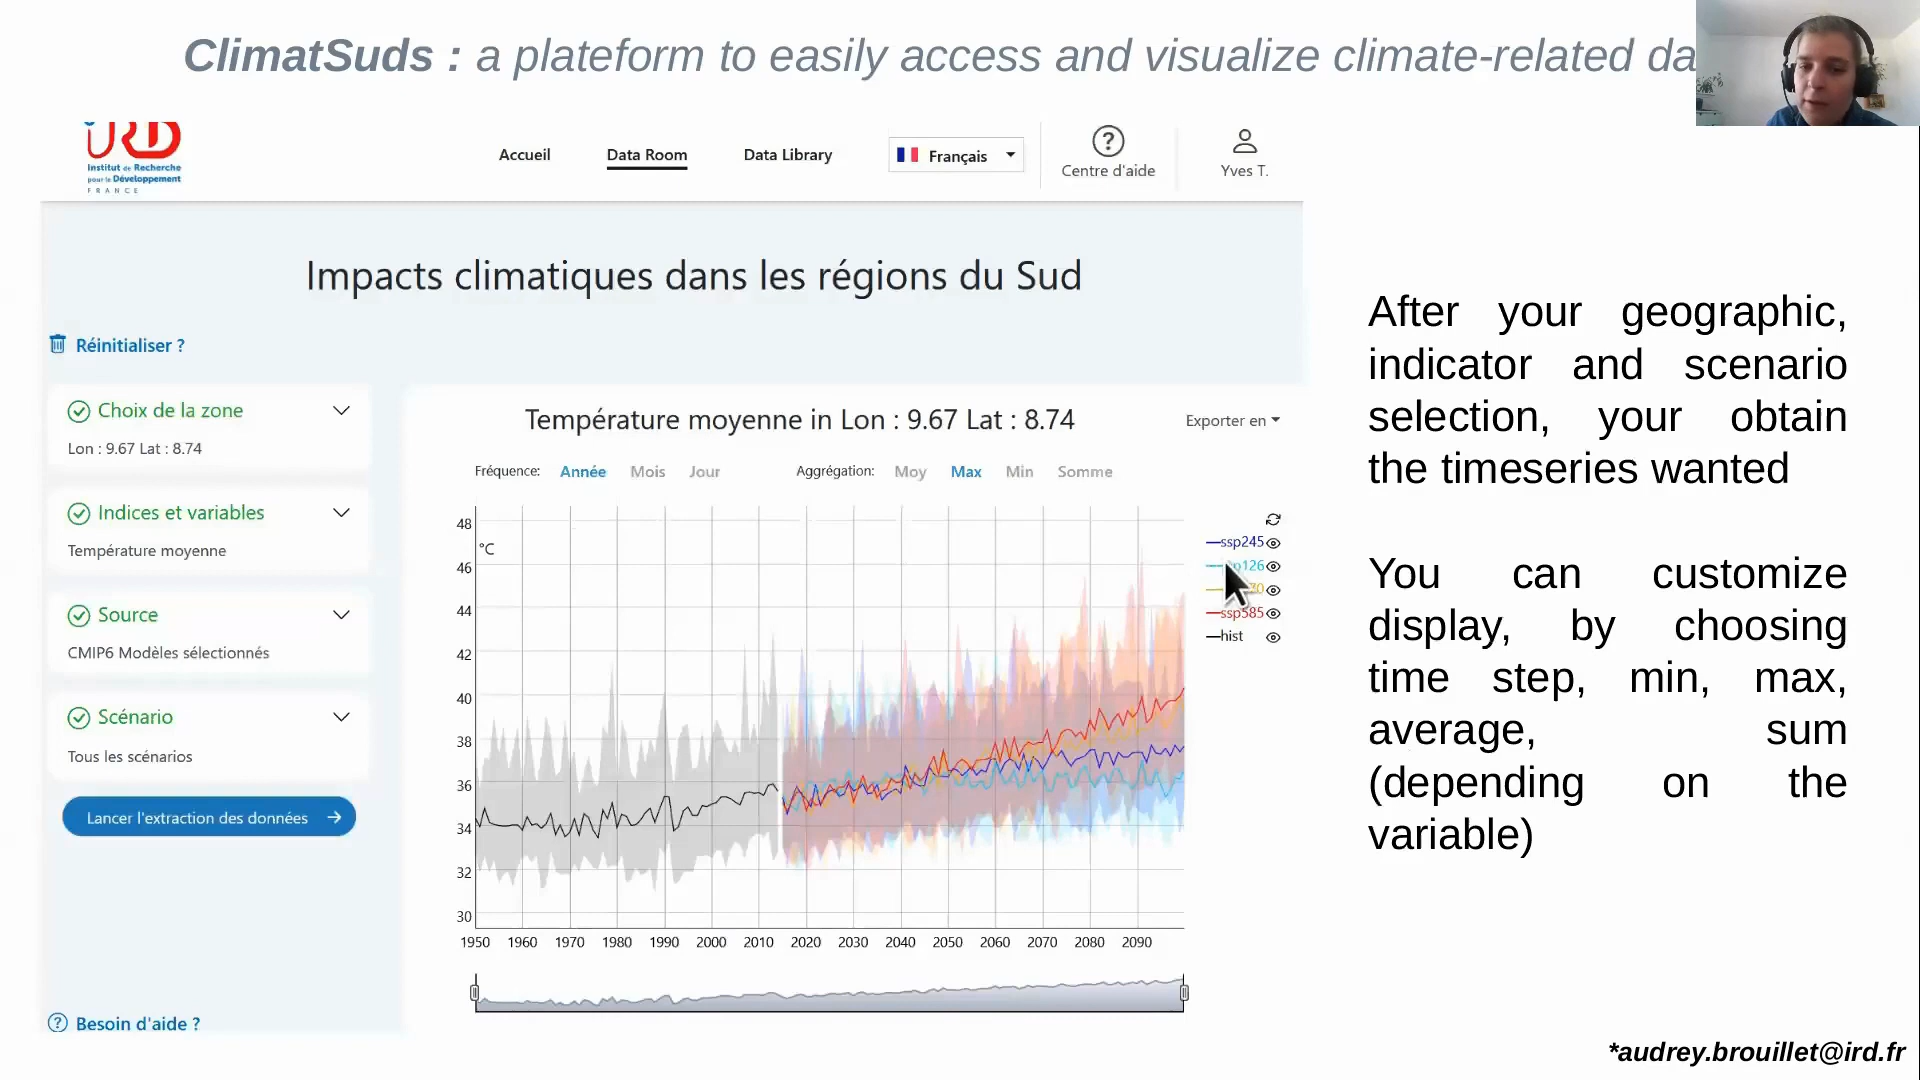 ClimatSuds : a plateform to easily access and visualize climate-related da
IRD
Institut de Recherche
pour le Développement
FRANCE
Accueil
Data Room
Data Library
Français
Centre d'aide
Yves T.
Impacts climatiques dans les régions du Sud
Réinitialiser ?
Choix de la zone
Lon : 9.67 Lat : 8.74
Indices et variables
Température moyenne
Source
CMIP6 Modèles sélectionnés
Scénario
Tous les scénarios
Lancer l'extraction des données
Besoin d'aide ?
Température moyenne in Lon : 9.67 Lat : 8.74
Exporter en
Fréquence: Année Mois Jour
Aggrégation: Moy Max Min Somme
48
°C
46
44
42
40
38
36
34
32
30
1950 1960 1970 1980 1990 2000 2010 2020 2030 2040 2050 2060 2070 2080 2090
ssp245
p126
0
ssp585
hist
After your geographic,
indicator and scenario
selection, your obtain
the timeseries wanted
You can customize
display, by choosing
time step, min, max,
average, sum
(depending on the
variable)
*audrey.brouillet@ird.fr